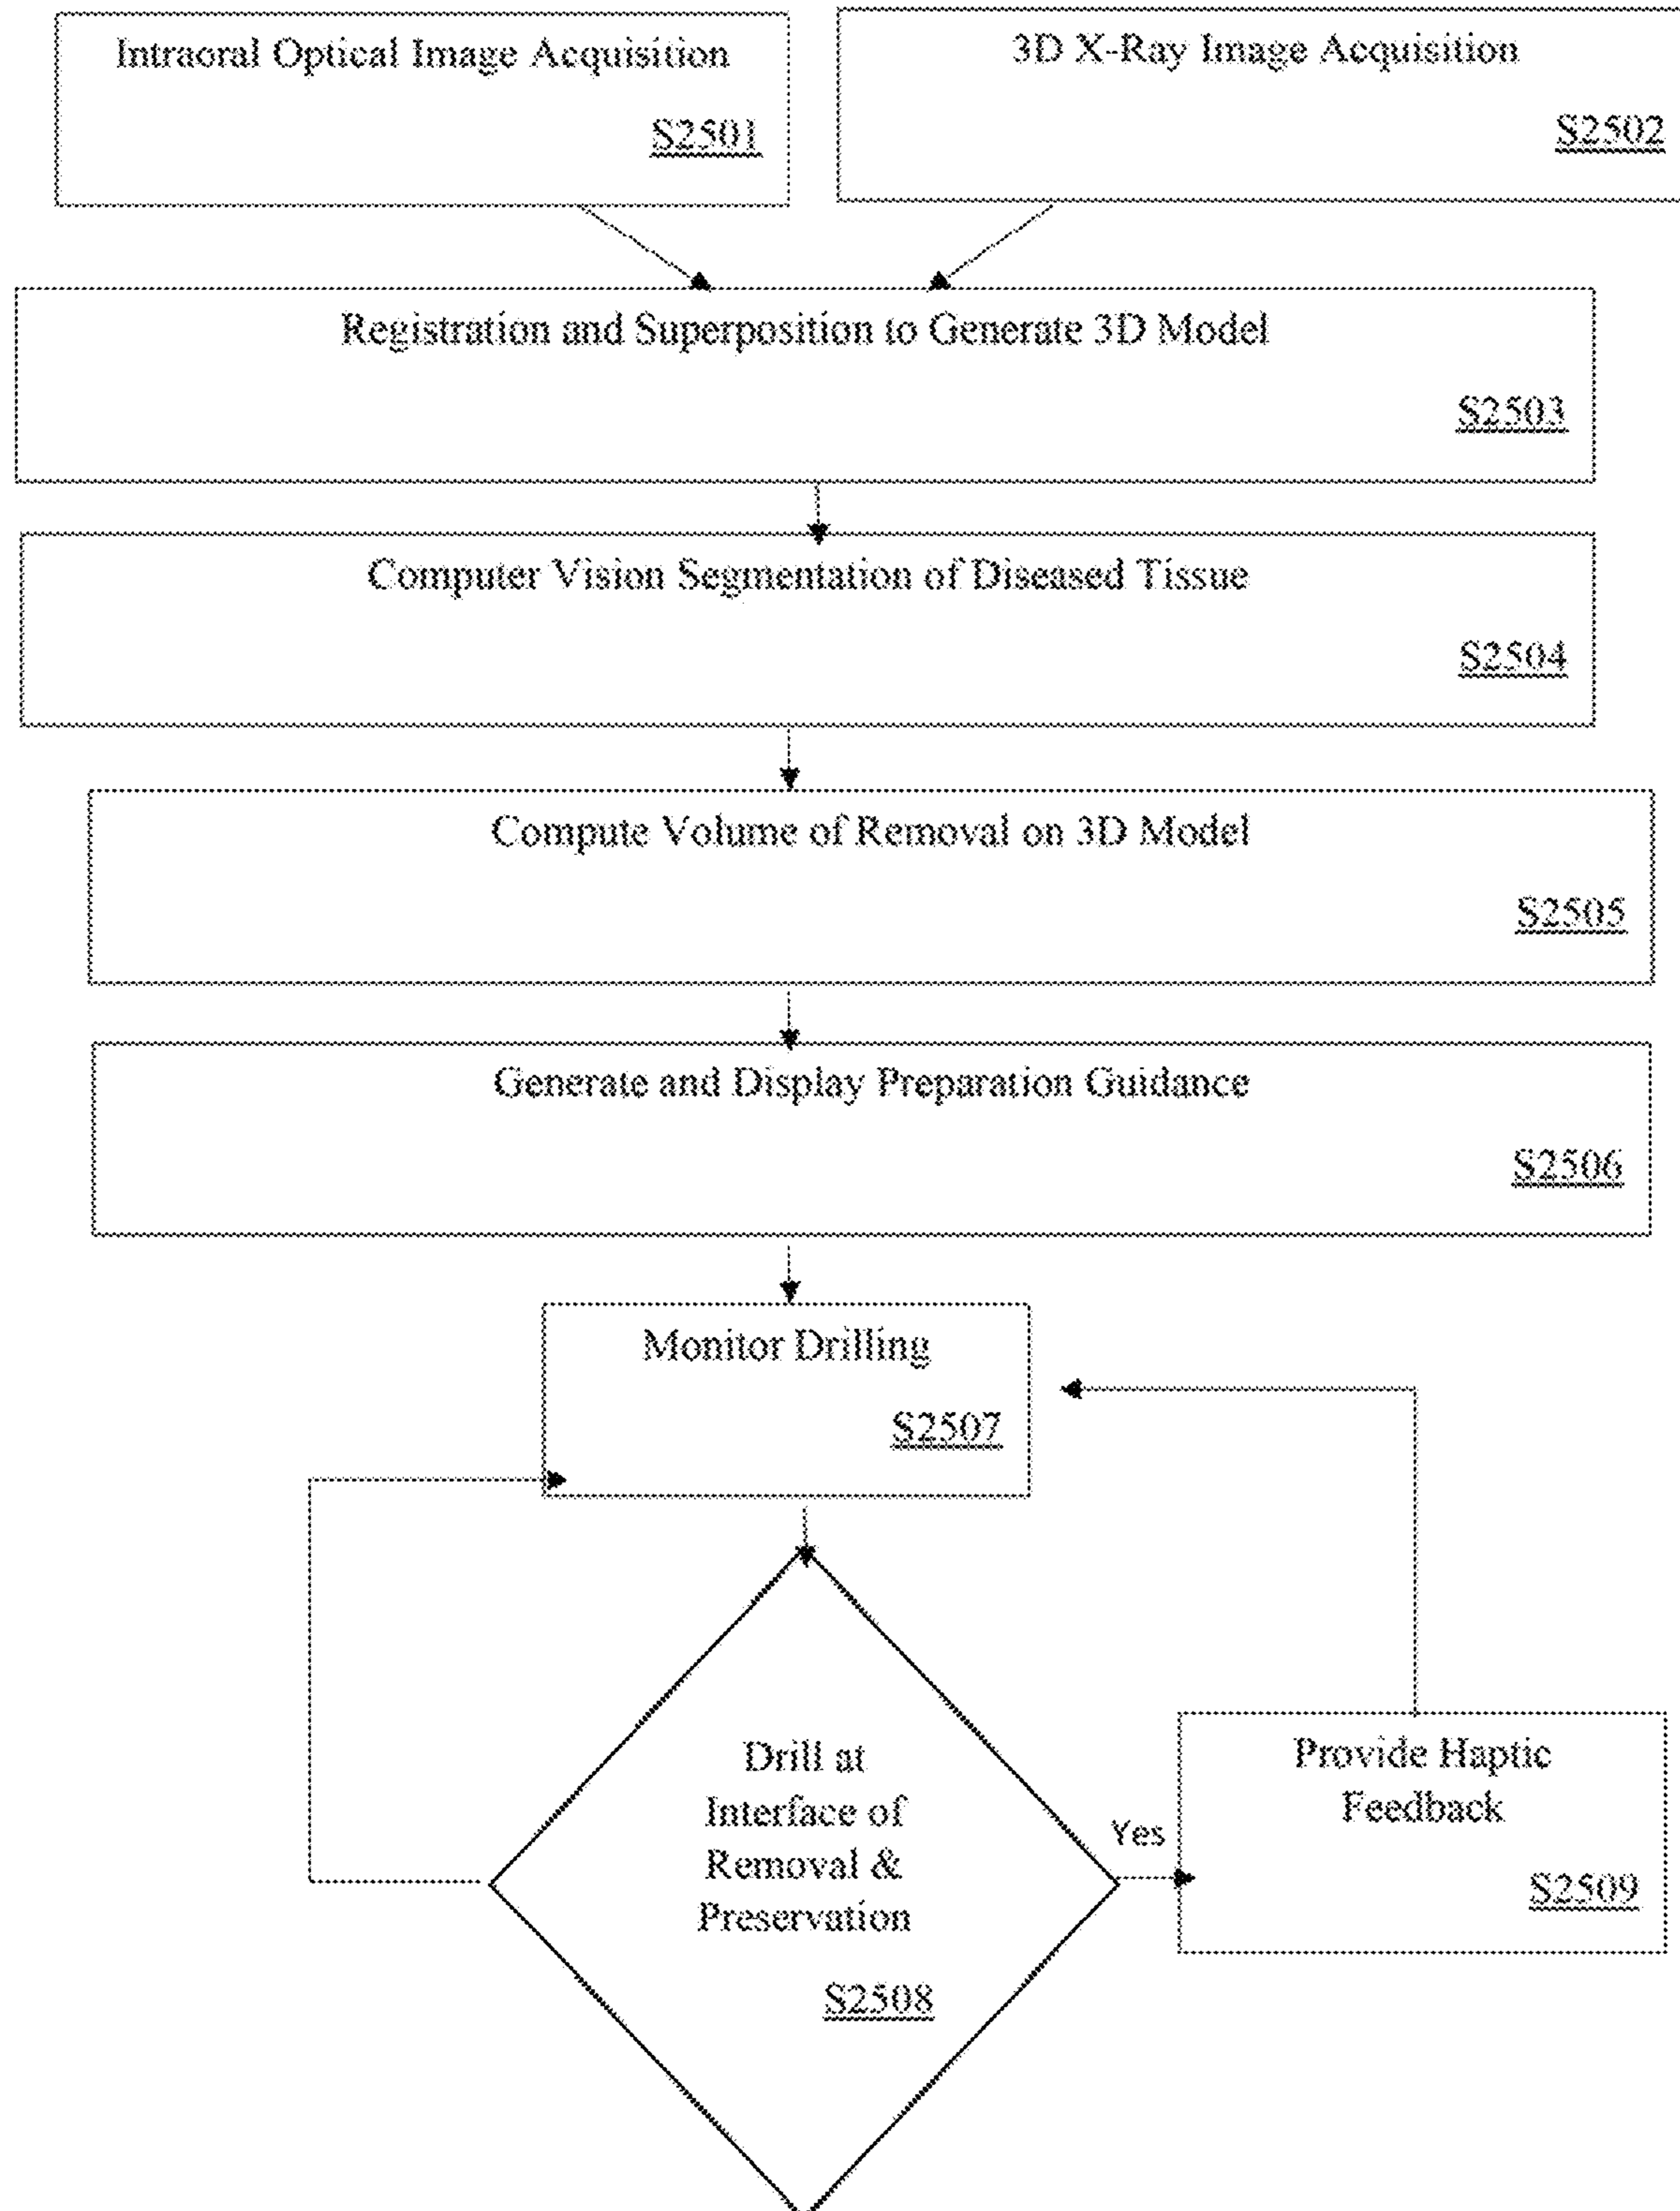 Intraoral Optical Image Acquisition
S2501
3D X-Ray Image Acquisition
S2502
Registration and Superposition to Generate 3D Model
S2503
Computer Vision Segmentation of Diseased Tissue
S2504
Compute Volume of Removal on 3D Model
S2505
Generate and Display Preparation Guidance
S2506
Monitor Drilling
S2507
Drill at
Interface of
Removal &
Preservation
S2508
Yes
Provide Haptic
Feedback
S2509